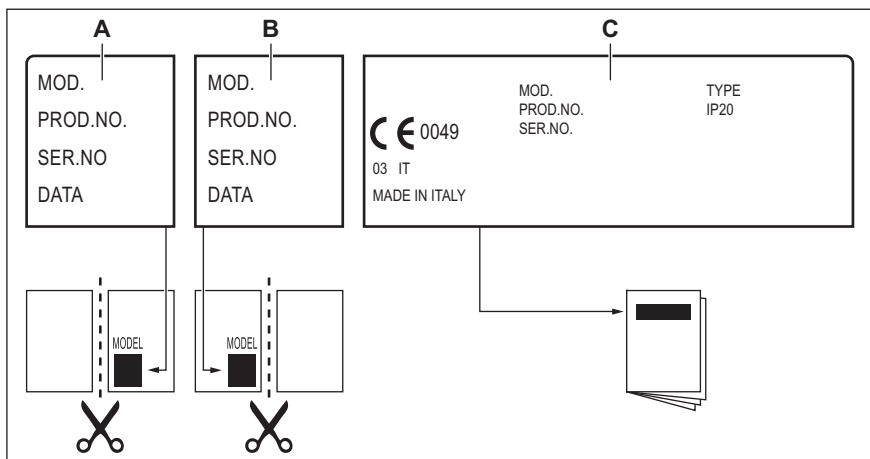 A
B
C
MOD.
PROD.NO.
SER.NO
DATA
MOD.
PROD.NO.
SER.NO
DATA
MOD.
PROD.NO.
SER.NO.
TYPE
IP20
CE 0049
03 IT
MADE IN ITALY
MODEL
MODEL